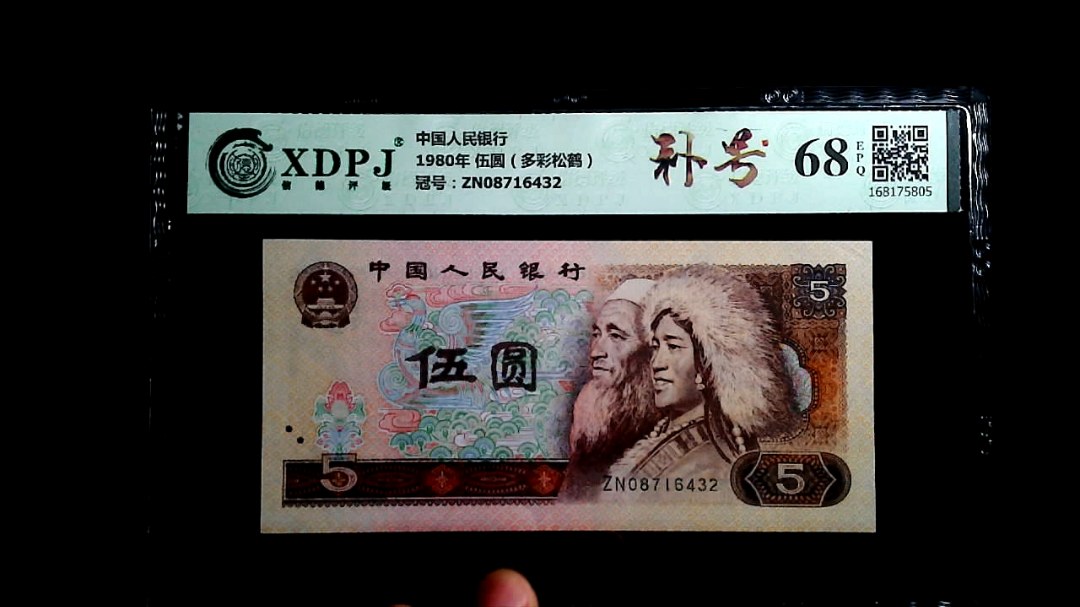 XDPJ®
信德评级
中国人民银行
1980年 伍圆（多彩松鹤）
冠号：ZN08716432
补号
68
EPQ
168175805
中国人民银行
5
伍圆
ZN08716432
5
5